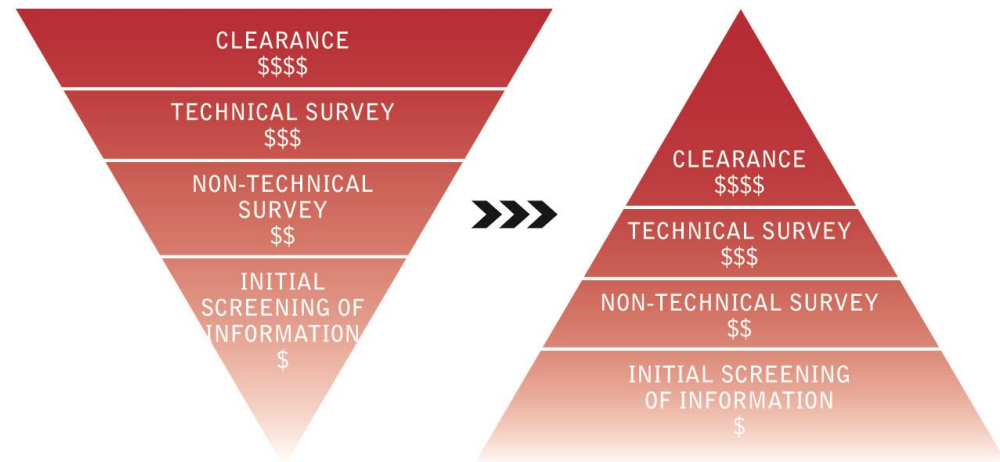 CLEARANCE
$$$$
TECHNICAL SURVEY
$$$
NON-TECHNICAL
SURVEY
$$
INITIAL
SCREENING OF
INFORMATION
$
CLEARANCE
$$$$
TECHNICAL SURVEY
$$$
NON-TECHNICAL SURVEY
$$
INITIAL SCREENING
OF INFORMATION
$